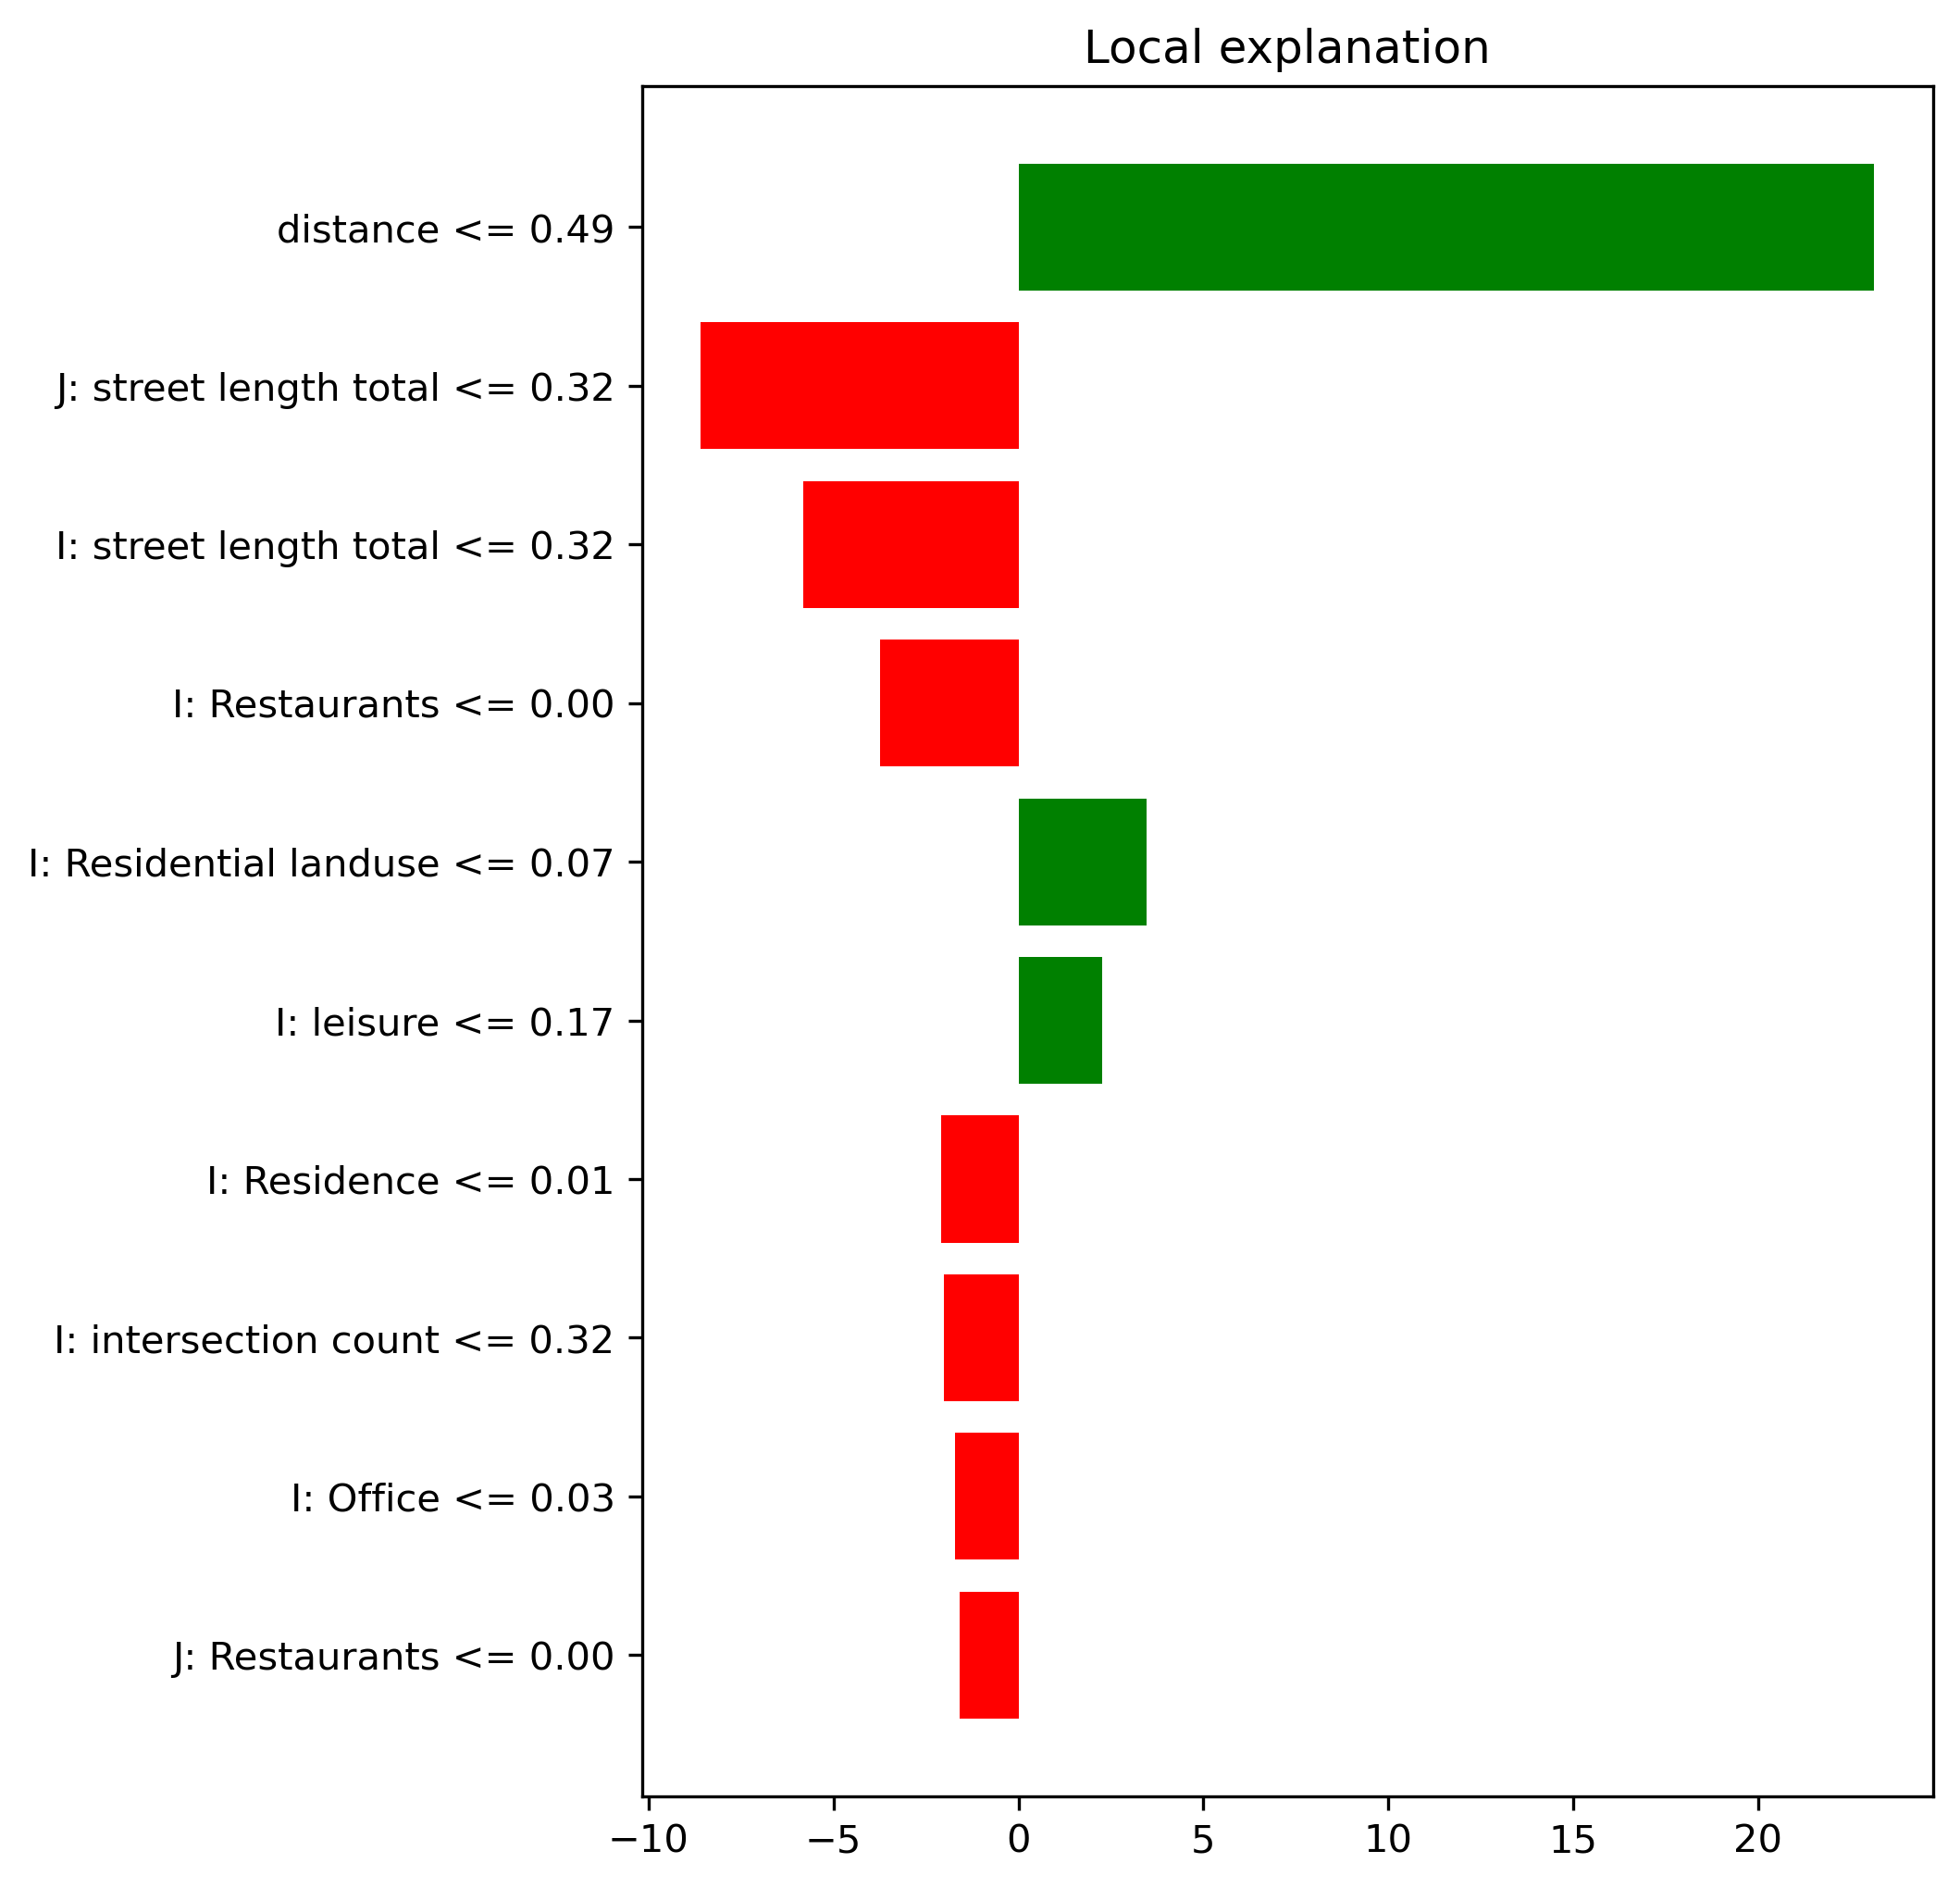 Local explanation
distance <= 0.49
J: street length total <= 0.32
I: street length total <= 0.32
I: Restaurants <= 0.00
I: Residential landuse <= 0.07
I: leisure <= 0.17
I: Residence <= 0.01
I: intersection count <= 0.32
I: Office <= 0.03
J: Restaurants <= 0.00
−10 −5 0 5 10 15 20